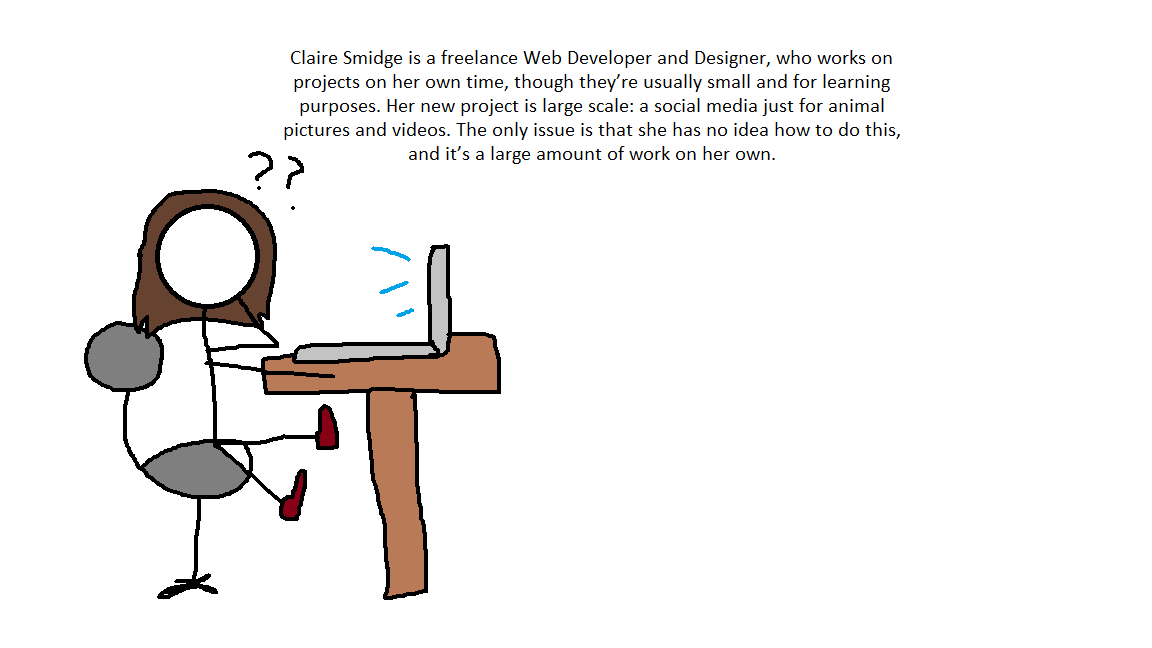 Claire Smidge is a freelance Web Developer and Designer, who works on
projects on her own time, though they’re usually small and for learning
purposes. Her new project is large scale: a social media just for animal
pictures and videos. The only issue is that she has no idea how to do this,
and it’s a large amount of work on her own.
??